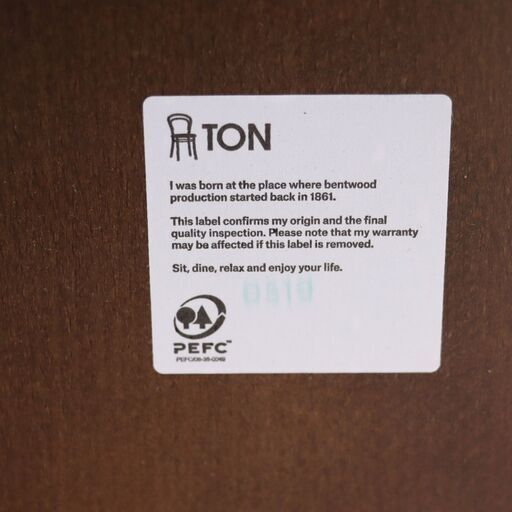 TON
I was born at the place where bentwood
production started back in 1861.
This label confirms my origin and the final
quality inspection. Please note that my warranty
may be affected if this label is removed.
Sit, dine, relax and enjoy your life.
PEFC™